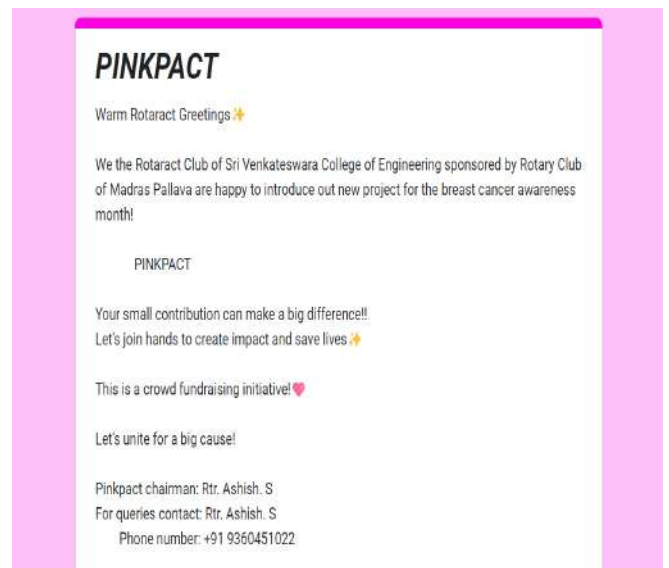 PINKPACT
Warm Rotaract Greetings✨
We the Rotaract Club of Sri Venkateswara College of Engineering sponsored by Rotary Club
of Madras Pallava are happy to introduce out new project for the breast cancer awareness
month!
PINKPACT
Your small contribution can make a big difference!!
Let's join hands to create impact and save lives✨
This is a crowd fundraising initiative!💖
Let's unite for a big cause!
Pinkpact chairman: Rtr. Ashish. S
For queries contact: Rtr. Ashish. S
Phone number: +91 9360451022